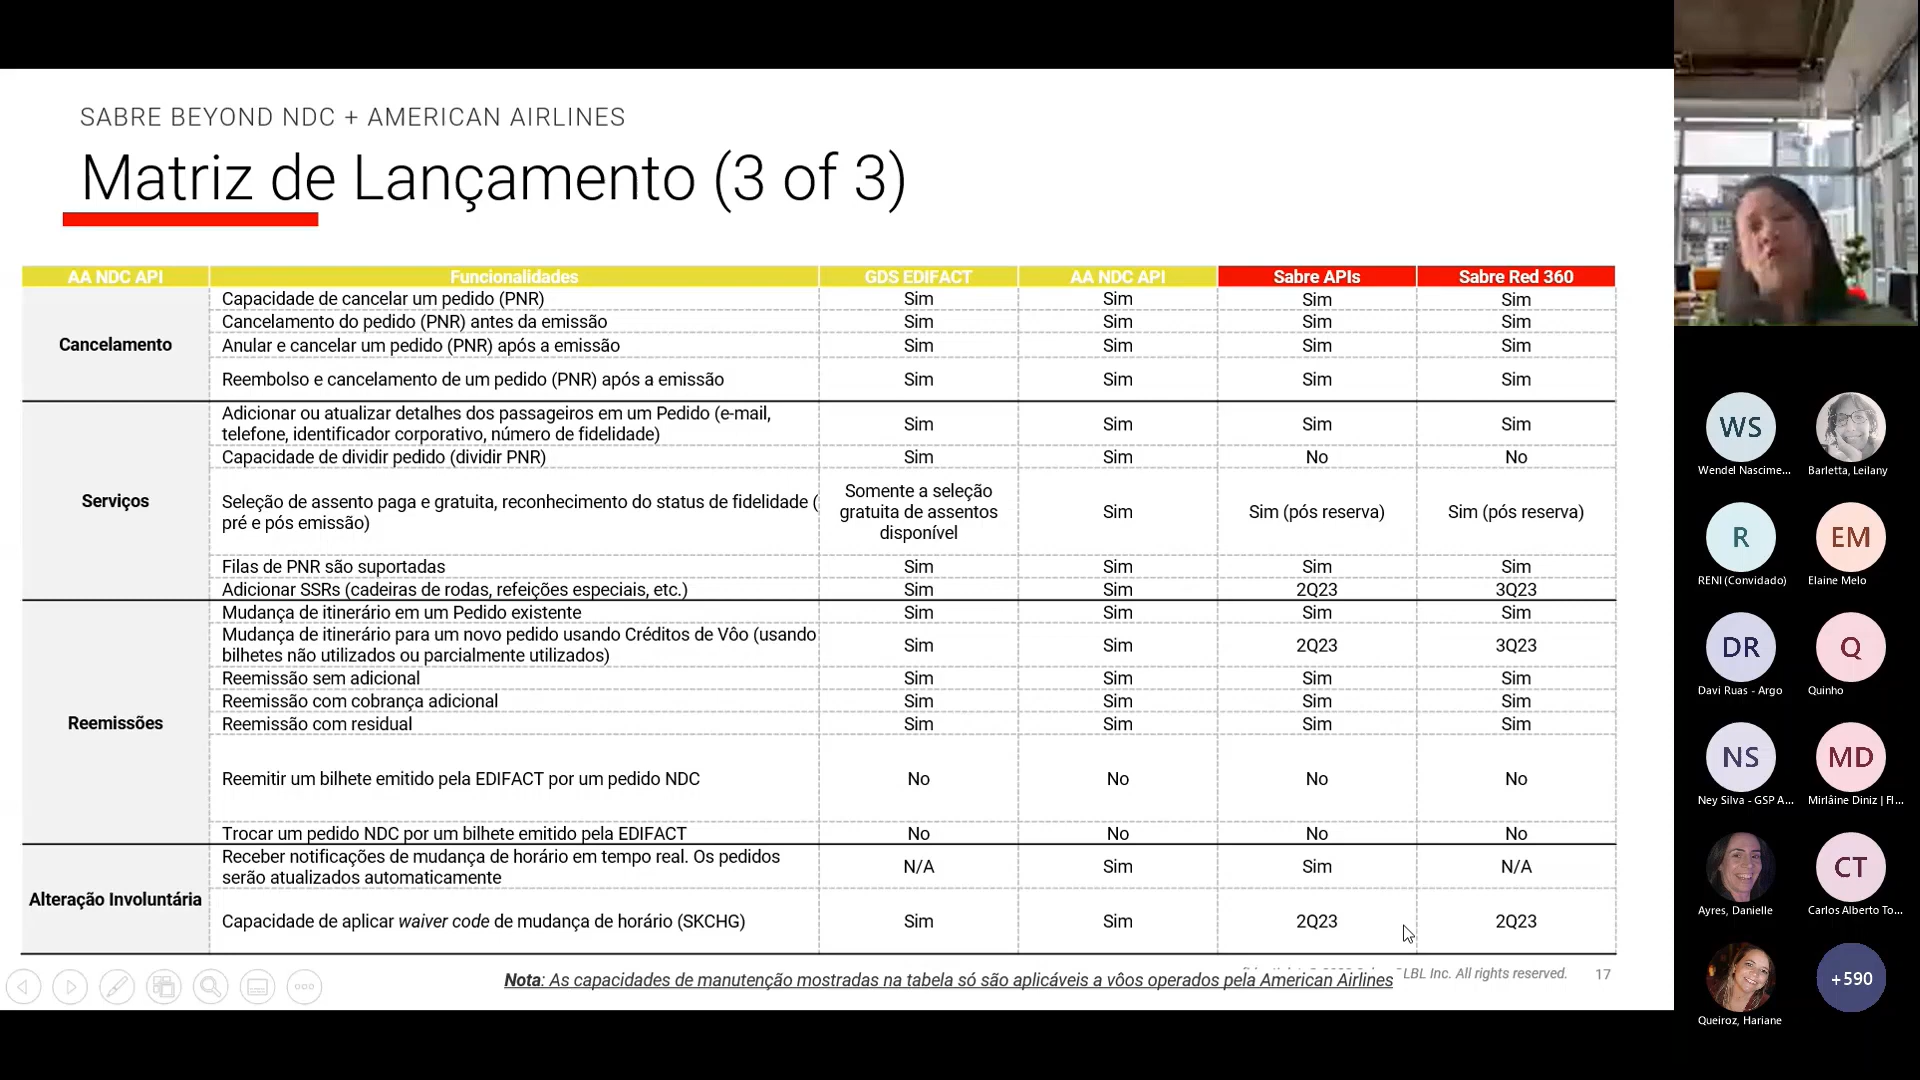 SABRE BEYOND NDC + AMERICAN AIRLINES
Matriz de Lançamento (3 of 3)
AA NDC API Funcionalidades GDS EDIFACT AA NDC API Sabre APIs Sabre Red 360
Cancelamento
Capacidade de cancelar um pedido (PNR) Sim Sim Sim Sim
Cancelamento do pedido (PNR) antes da emissão Sim Sim Sim Sim
Anular e cancelar um pedido (PNR) após a emissão Sim Sim Sim Sim
Reembolso e cancelamento de um pedido (PNR) após a emissão Sim Sim Sim Sim
Serviços
Adicionar ou atualizar detalhes dos passageiros em um Pedido (e-mail,
telefone, identificador corporativo, número de fidelidade) Sim Sim Sim Sim
Capacidade de dividir pedido (dividir PNR) Sim Sim No No
Seleção de assento paga e gratuita, reconhecimento do status de fidelidade (
pré e pós emissão)
Somente a seleção
gratuita de assentos
disponível
Sim Sim (pós reserva) Sim (pós reserva)
Filas de PNR são suportadas Sim Sim Sim Sim
Adicionar SSRs (cadeiras de rodas, refeições especiais, etc.) Sim Sim 2Q23 3Q23
Reemissões
Mudança de itinerário em um Pedido existente Sim Sim Sim Sim
Mudança de itinerário para um novo pedido usando Créditos de Vôo (usando
bilhetes não utilizados ou parcialmente utilizados) Sim Sim 2Q23 3Q23
Reemissão sem adicional Sim Sim Sim Sim
Reemissão com cobrança adicional Sim Sim Sim Sim
Reemissão com residual Sim Sim Sim Sim
Reemitir um bilhete emitido pela EDIFACT por um pedido NDC No No No No
Trocar um pedido NDC por um bilhete emitido pela EDIFACT No No No No
Alteração Involuntária
Receber notificações de mudança de horário em tempo real. Os pedidos
serão atualizados automaticamente N/A Sim Sim N/A
Capacidade de aplicar waiver code de mudança de horário (SKCHG) Sim Sim 2Q23 2Q23
Nota: As capacidades de manutenção mostradas na tabela só são aplicáveis a vôos operados pela American Airlines
LBL Inc. All rights reserved. 17
WS
Wendel Nascime... Barletta, Leilany
R EM
RENI (Convidado) Elaine Melo
DR Q
Davi Ruas - Argo Quinho
NS MD
Ney Silva - GSP A... Mirlâine Diniz | Fl...
CT
Ayres, Danielle Carlos Alberto To...
+590
Queiroz, Hariane